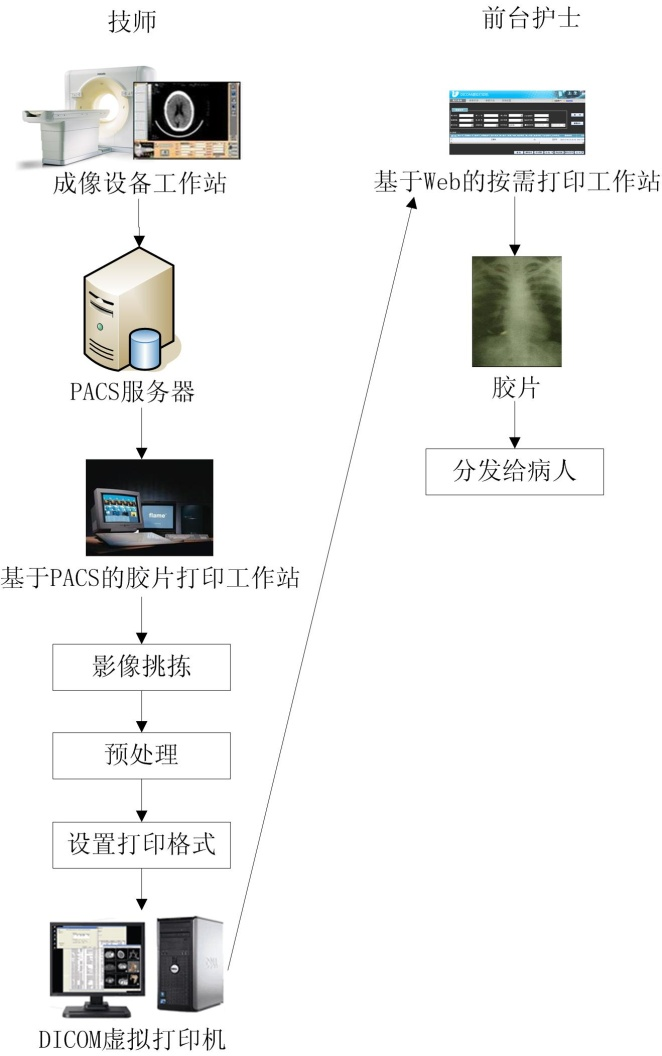 技师
前台护士
成像设备工作站
基于Web的按需打印工作站
PACS服务器
胶片
分发给病人
基于PACS的胶片打印工作站
影像挑拣
预处理
设置打印格式
DICOM虚拟打印机